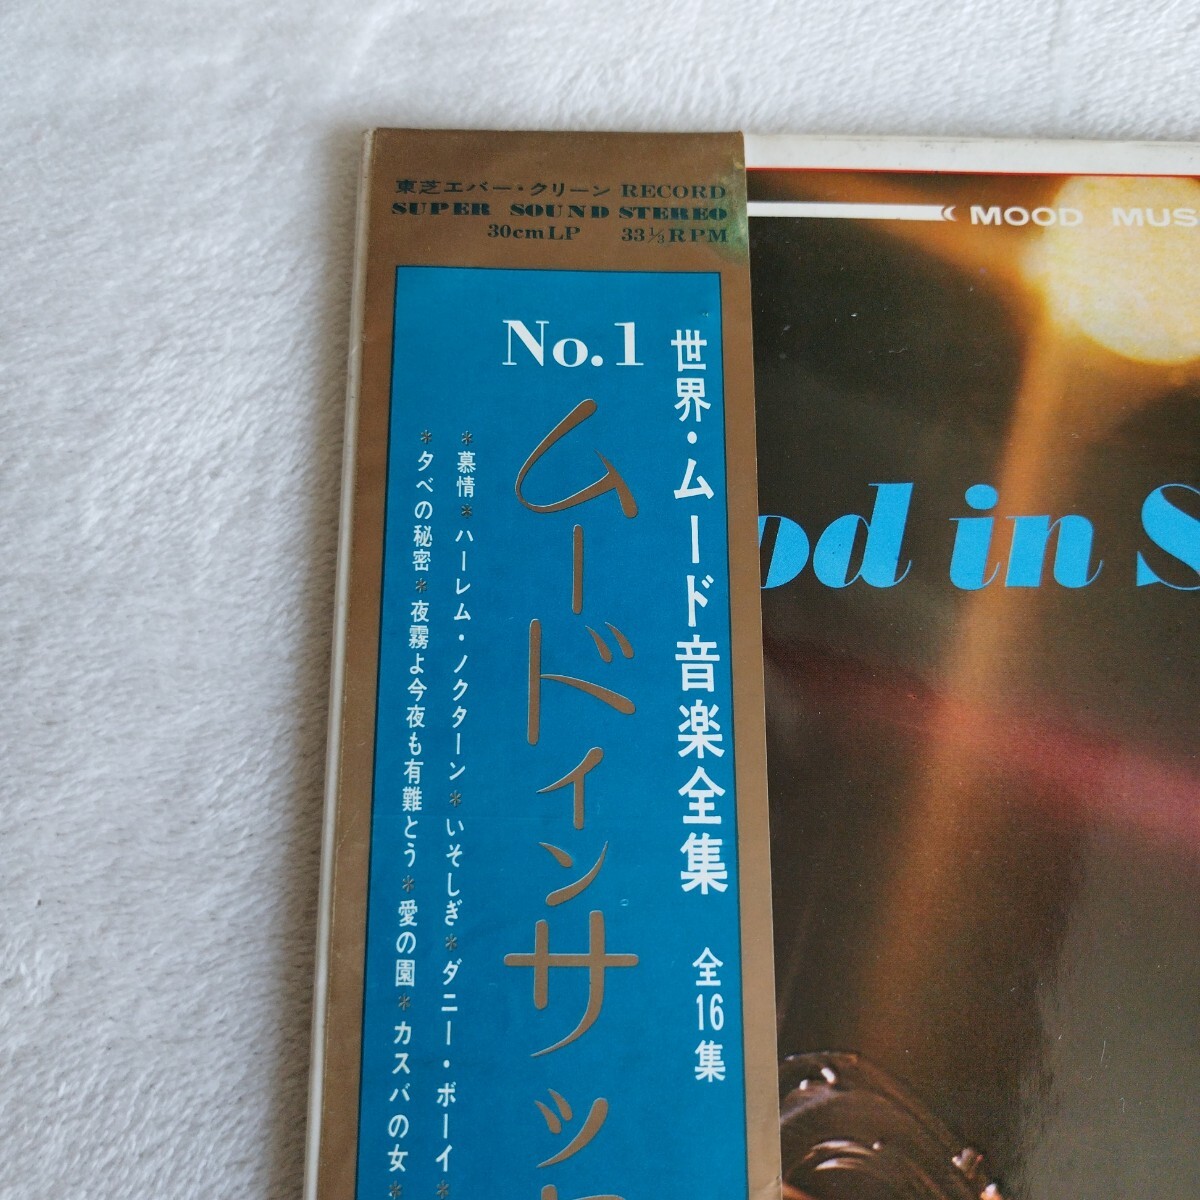 東芝エバー・クリーン RECORD
SUPER SOUND STEREO
30cmLP 33⅓RPM
No.1
世界・ムード音楽全集 全16集
ムードインサッ
*慕情*ハーレム・ノクターン*いそしぎ*ダニー・ボーイ*
*夕べの秘密*夜霧よ今夜も有難とう*愛の園*カスバの女*
MOOD MUS
od in S